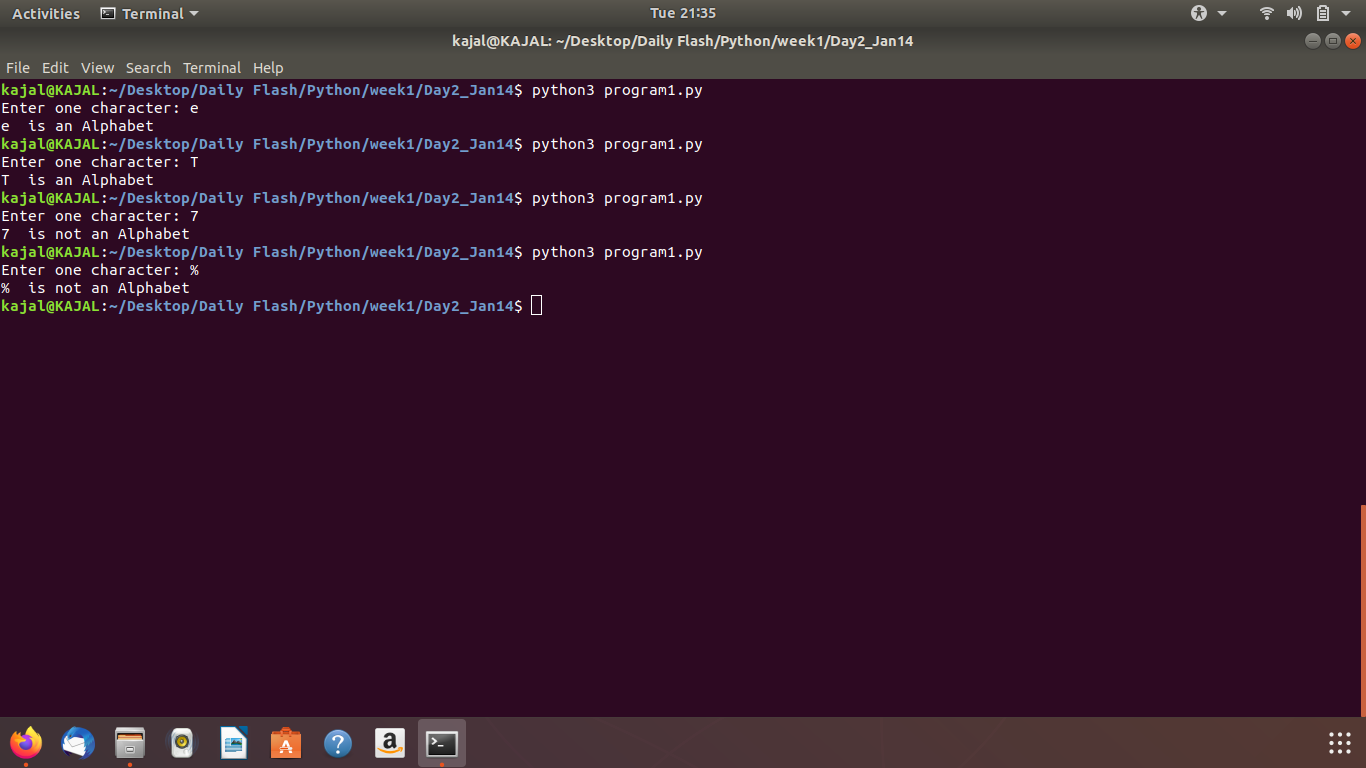 Activities Terminal Tue 21:35
kajal@KAJAL: ~/Desktop/Daily Flash/Python/week1/Day2_Jan14
File Edit View Search Terminal Help
kajal@KAJAL:~/Desktop/Daily Flash/Python/week1/Day2_Jan14$ python3 program1.py
Enter one character: e
e  is an Alphabet
kajal@KAJAL:~/Desktop/Daily Flash/Python/week1/Day2_Jan14$ python3 program1.py
Enter one character: T
T  is an Alphabet
kajal@KAJAL:~/Desktop/Daily Flash/Python/week1/Day2_Jan14$ python3 program1.py
Enter one character: 7
7  is not an Alphabet
kajal@KAJAL:~/Desktop/Daily Flash/Python/week1/Day2_Jan14$ python3 program1.py
Enter one character: %
%  is not an Alphabet
kajal@KAJAL:~/Desktop/Daily Flash/Python/week1/Day2_Jan14$